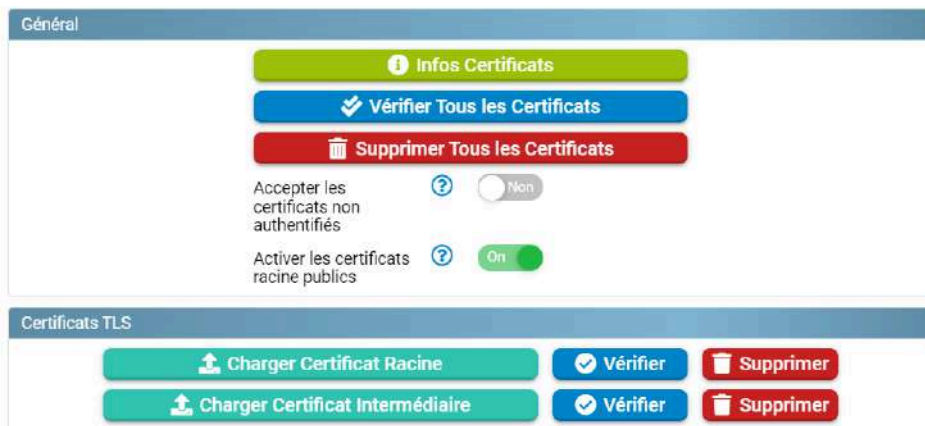 Général
Infos Certificats
Vérifier Tous les Certificats
Supprimer Tous les Certificats
Accepter les
certificats non
authentifiés
Non
Activer les certificats
racine publics
On
Certificats TLS
Charger Certificat Racine Vérifier Supprimer
Charger Certificat Intermédiaire Vérifier Supprimer